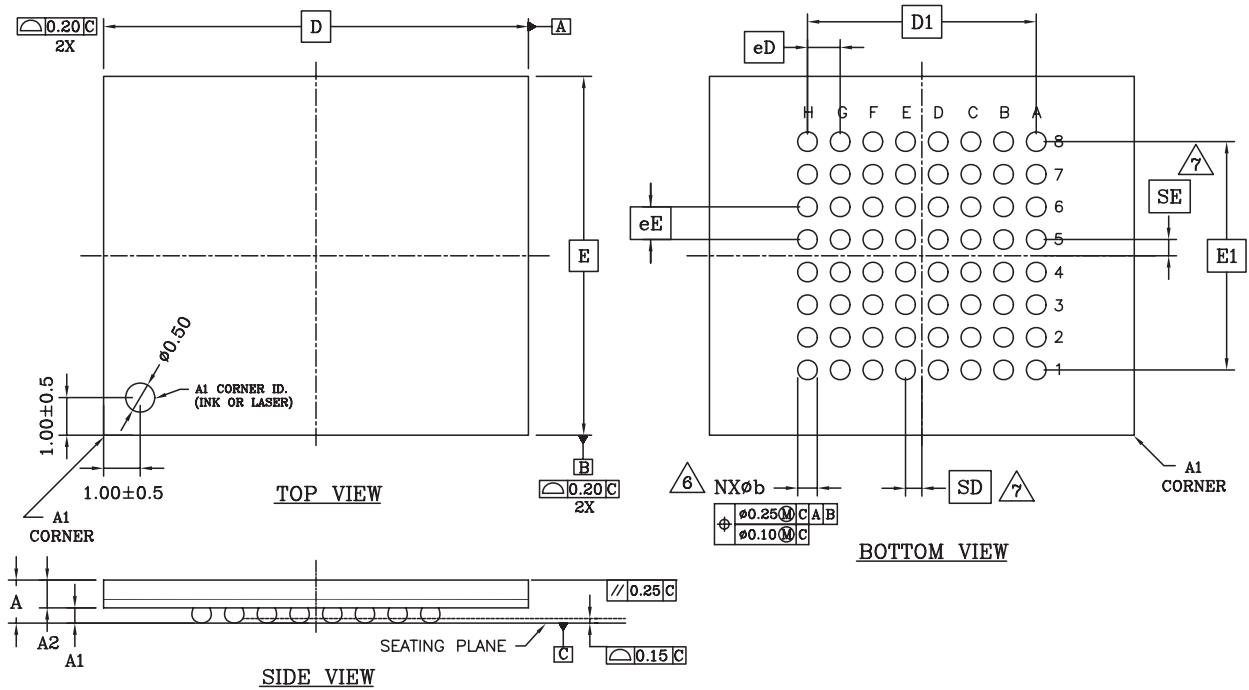 ⌓ 0.20 C
2X
D
A
E
ø0.50
A1 CORNER ID.
(INK OR LASER)
1.00±0.5
1.00±0.5
A1
CORNER
TOP VIEW
B
⌓ 0.20 C
2X
D1
eD
H G F E D C B A
8
7
6
5
4
3
2
1
7
SE
eE
E1
6
NXøb
⌖ ø0.25 Ⓜ C A B
ø0.10 Ⓜ C
SD
7
A1
CORNER
BOTTOM VIEW
A
A2
A1
// 0.25 C
SEATING PLANE
C
⌓ 0.15 C
SIDE VIEW